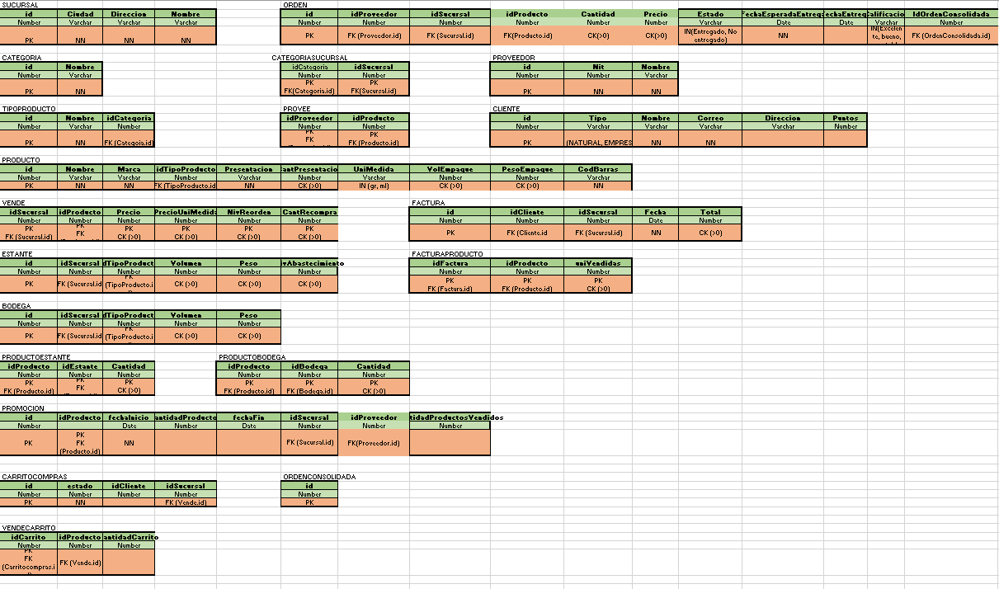 SUCURSAL ORDEN
id Ciudad Direccion Nombre id idProveedor idSucursal idProducto Cantidad Precio Estado FechaEsperadaEntreg IdOrdenConsolidada
Number Varchar Varchar Varchar Number Number Number Number Number Number Varchar Date Date Varchar Number
PK NN NN NN PK FK (Proveedor.id) FK (Sucursal.id) FK(Producto.id) CK(>0) CK(>0) IN(Entregado, No entregado) NN IN(Excelen te, bueno, FK (OrdenConsolidada.id)
CATEGORIA CATEGORIASUCURSAL PROVEEDOR
id Nombre idCategoria idSucursal id Nit Nombre
Number Varchar Number Number Number Varchar Varchar
PK NN PK FK(Categoria.id) PK FK(Sucursal.id) PK NN NN
TIPOPRODUCTO PROVEE CLIENTE
id Nombre idCategoria idProveedor idProducto id Tipo Nombre Correo Direccion Puntos
Number Varchar Number Number Number Number Varchar Varchar Varchar Varchar Number
PK NN FK (Categoia.id) PK FK PK FK (Producto.id) PK (NATURAL, EMPRES NN NN
PRODUCTO
id Nombre Marca idTipoProducto Presentacion CantPresentacio UniMedida VolEmpaque PesoEmpaque CodBarras
Number Varchar Varchar Number Varchar Number Varchar Number Number Varchar
PK NN NN FK (TipoProducto.id NN CK (>0) IN (gr, ml) CK (>0) CK (>0) NN
VENDE FACTURA
idSucursal idProducto Precio PrecioUniMedida NivReorden CantRecompra id idCliente idSucursal Fecha Total
Number Number Number Number Number Number Number Number Number Date Number
PK FK (Sucursal.id) PK FK PK CK (>0) PK CK (>0) PK CK (>0) PK CK (>0) PK FK (Cliente.id FK (Sucursal.id) NN CK (>0)
ESTANTE FACTURAPRODUCTO
id idSucursal dTipoProduct Volumen Peso ivAbastecimiento idFactura idProducto uniVendidas
Number Number Number Number Number Number Number Number Number
PK FK (Sucursal.id FK (TipoProducto.i CK (>0) CK (>0) CK (>0) PK FK (Factura.id) PK FK (Producto.id) PK CK (>0)
BODEGA
id idSucursal dTipoProduct Volumen Peso
Number Number Number Number Number
PK FK (Sucursal.id FK (TipoProducto.i CK (>0) CK (>0)
PRODUCTOESTANTE PRODUCTOBODEGA
idProducto idEstante Cantidad idProducto idBodega Cantidad
Number Number Number Number Number Number
PK FK (Producto.id) PK FK PK CK (>0) PK FK (Producto.id) PK FK (Bodega.id) PK CK (>0)
PROMOCION
id idProducto fechaInicio antidadProducto fechaFin idSucursal idProveedor tidadProductosVendidos
Number Number Date Number Date Number Number Number
PK PK FK (Producto.id) NN FK (Sucursal.id) FK(Proveedor.id)
CARRITOCOMPRAS ORDENCONSOLIDADA
id estado idCliente idSucursal id
Number Number Number Number Number
PK NN FK (Vende.id) PK
VENDECARRITO
idCarrito idProducto antidadCarrito
Number Number Number
PK FK (Carritocompras.i FK (Vende.id)